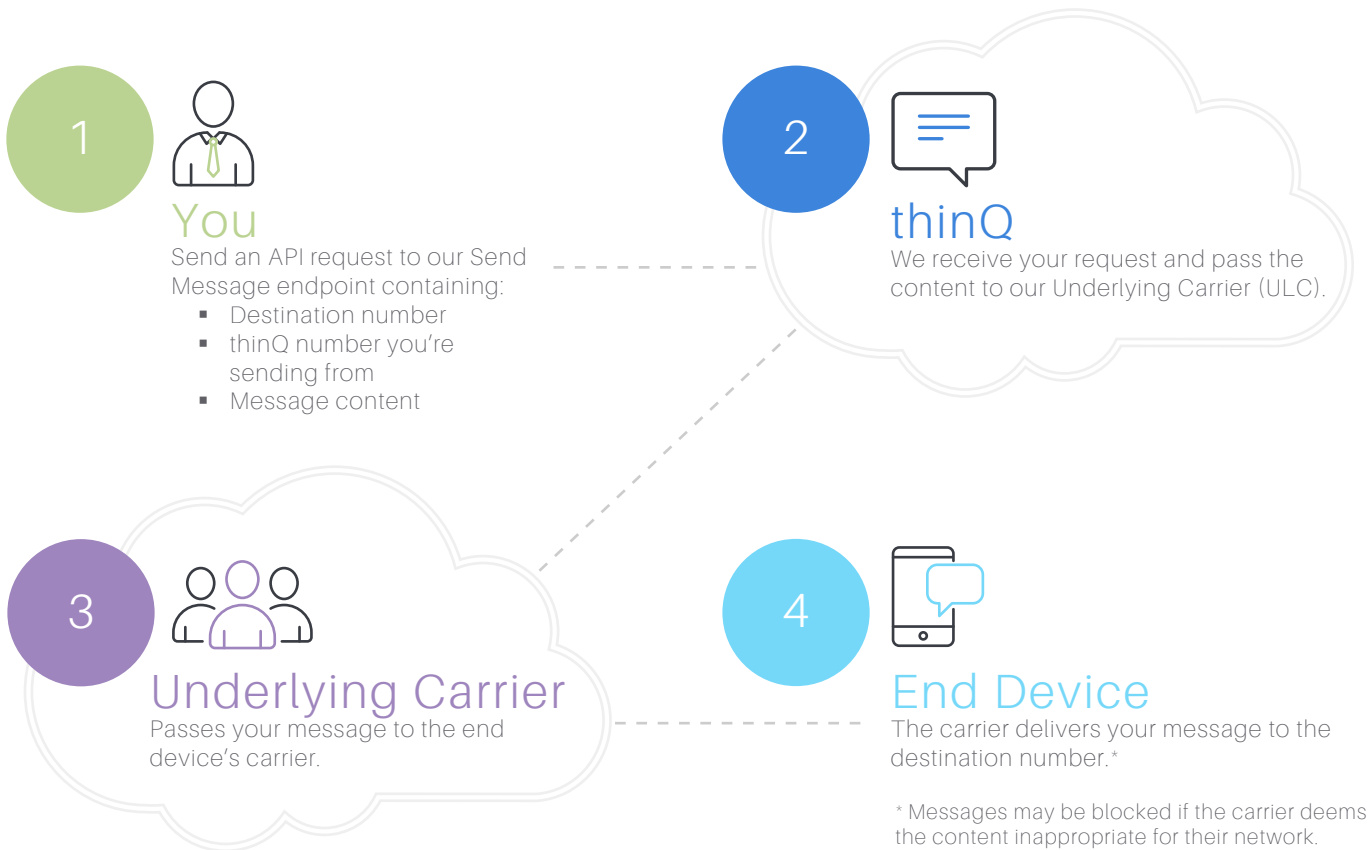 1
You
Send an API request to our Send
Message endpoint containing:
▪ Destination number
▪ thinQ number you're
sending from
▪ Message content
2
thinQ
We receive your request and pass the
content to our Underlying Carrier (ULC).
3
Underlying Carrier
Passes your message to the end
device's carrier.
4
End Device
The carrier delivers your message to the
destination number.*
* Messages may be blocked if the carrier deems
the content inappropriate for their network.